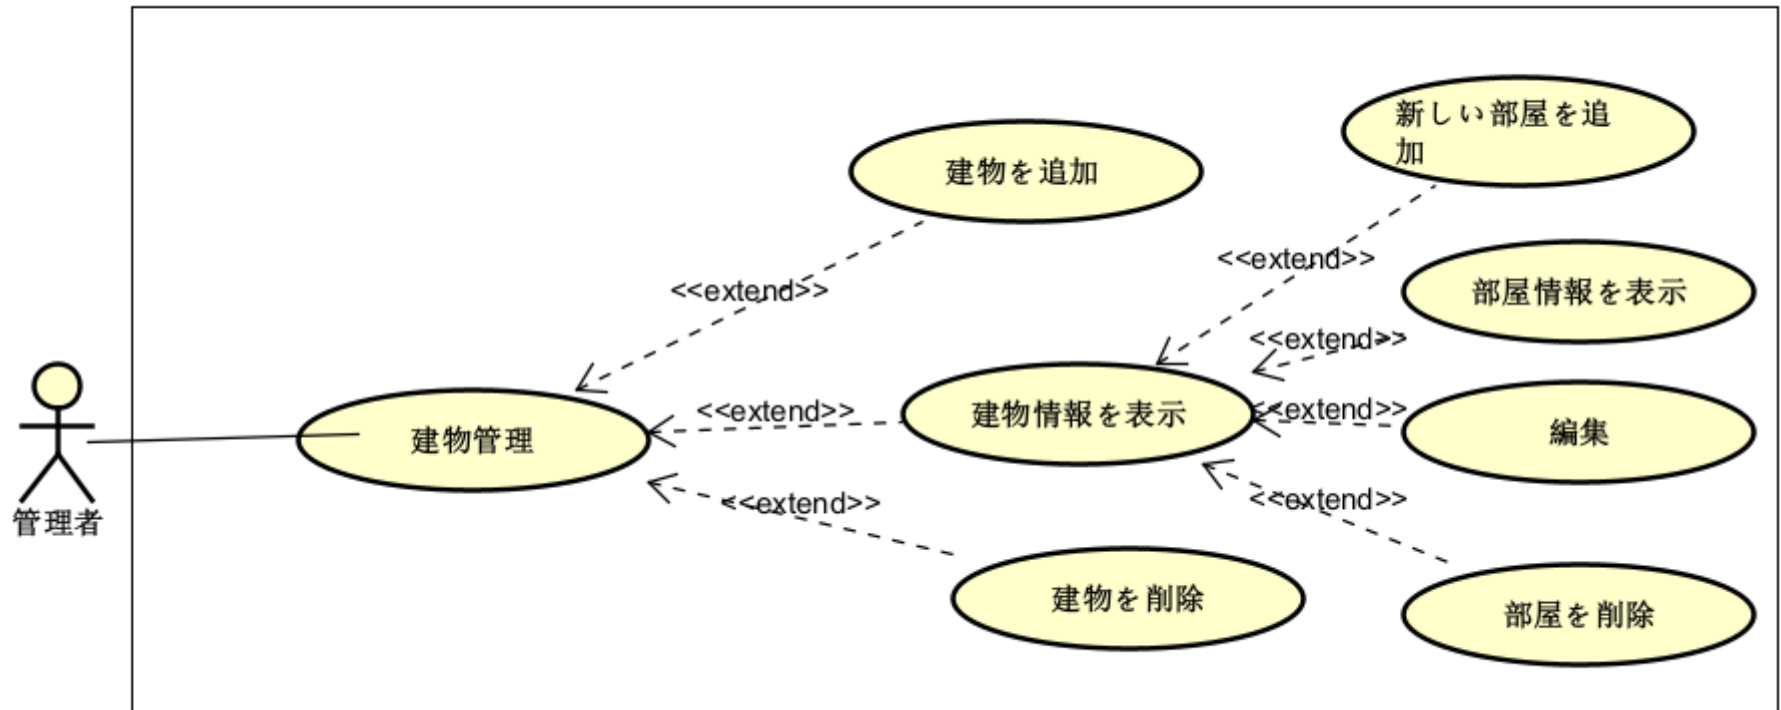 新しい部屋を追
加
建物を追加
<<extend>>
<<extend>>
部屋情報を表示
<<extend>>
建物情報を表示
<<extend>>
<<extend>>
編集
建物管理
<<extend>>
<<extend>>
管理者
建物を削除
部屋を削除